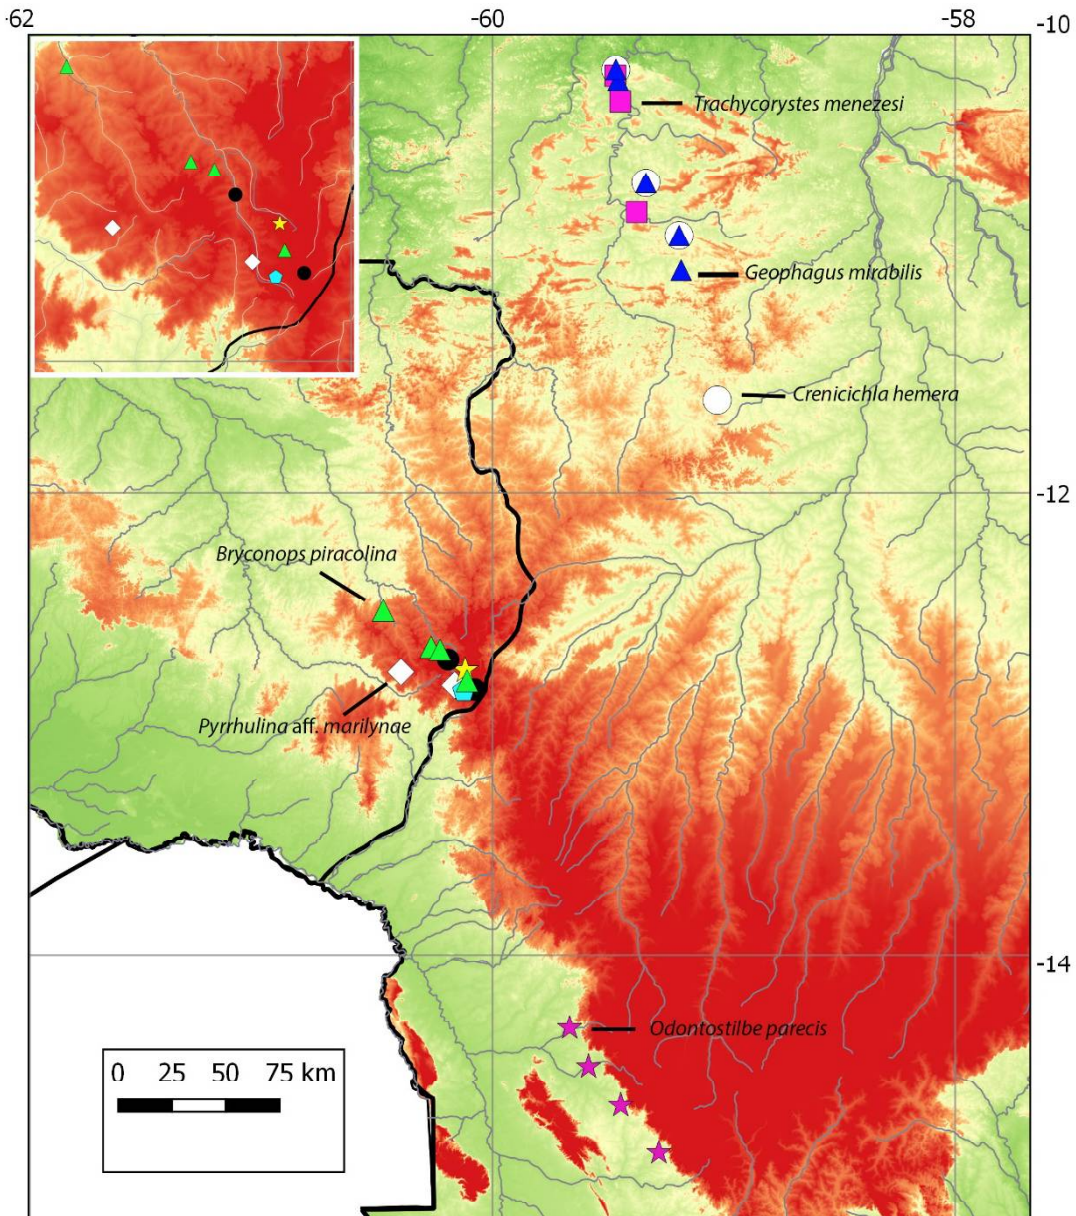 -62
-60
-58
-10
Trachycorystes menezesi
Geophagus mirabilis
Crenicichla hemera
-12
Bryconops piracolina
Pyrrhulina aff. marilynae
-14
Odontostilbe parecis
0 25 50 75 km